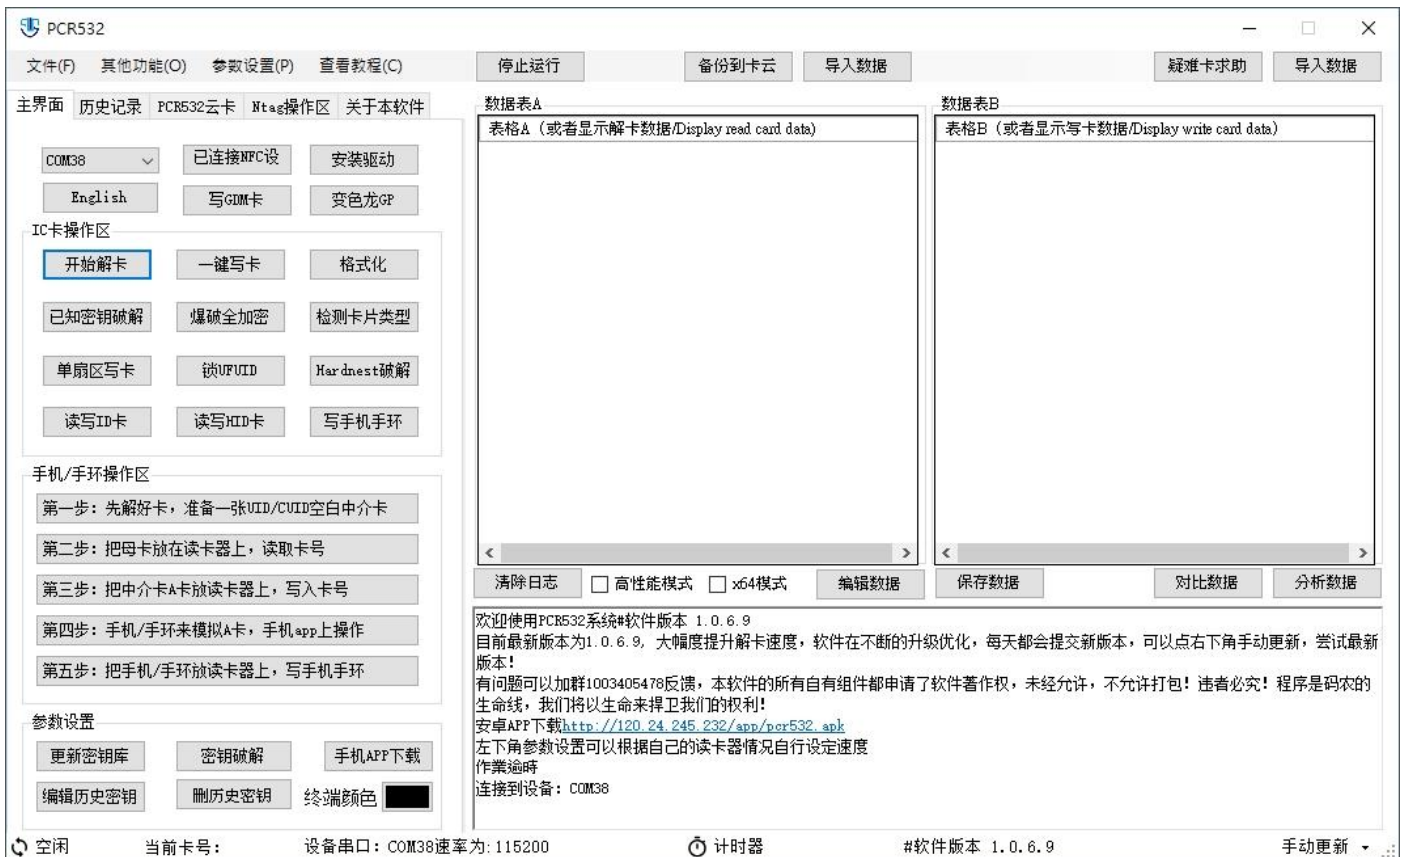 PCR532
文件(F) 其他功能(O) 参数设置(P) 查看教程(C) 停止运行 备份到卡云 导入数据 疑难卡求助 导入数据
主界面 历史记录 PCR532云卡 Ntag操作区 关于本软件
COM38 已连接NFC设 安装驱动
English 写GDM卡 变色龙GP
IC卡操作区
开始解卡 一键写卡 格式化
已知密钥破解 爆破全加密 检测卡片类型
单扇区写卡 锁UFUID Hardnest破解
读写ID卡 读写HID卡 写手机手环
手机/手环操作区
第一步：先解好卡，准备一张UID/CUID空白中介卡
第二步：把母卡放在读卡器上，读取卡号
第三步：把中介卡A卡放读卡器上，写入卡号
第四步：手机/手环来模拟A卡，手机app上操作
第五步：把手机/手环放读卡器上，写手机手环
参数设置
更新密钥库 密钥破解 手机APP下载
编辑历史密钥 删历史密钥 终端颜色
数据表A
表格A（或者显示解卡数据/Display read card data)
数据表B
表格B（或者显示写卡数据/Display write card data)
清除日志 高性能模式 x64模式 编辑数据 保存数据 对比数据 分析数据
欢迎使用PCR532系统#软件版本 1.0.6.9
目前最新版本为1.0.6.9, 大幅度提升解卡速度，软件在不断的升级优化，每天都会提交新版本，可以点右下角手动更新，尝试最新
版本！
有问题可以加群1003405478反馈，本软件的所有自有组件都申请了软件著作权，未经允许，不允许打包！违者必究！程序是码农的
生命线，我们将以生命来捍卫我们的权利！
安卓APP下载http://120.24.245.232/app/pcr532.apk
左下角参数设置可以根据自己的读卡器情况自行设定速度
作業逾時
连接到设备：COM38
空闲 当前卡号： 设备串口：COM38速率为:115200 计时器 #软件版本 1.0.6.9 手动更新